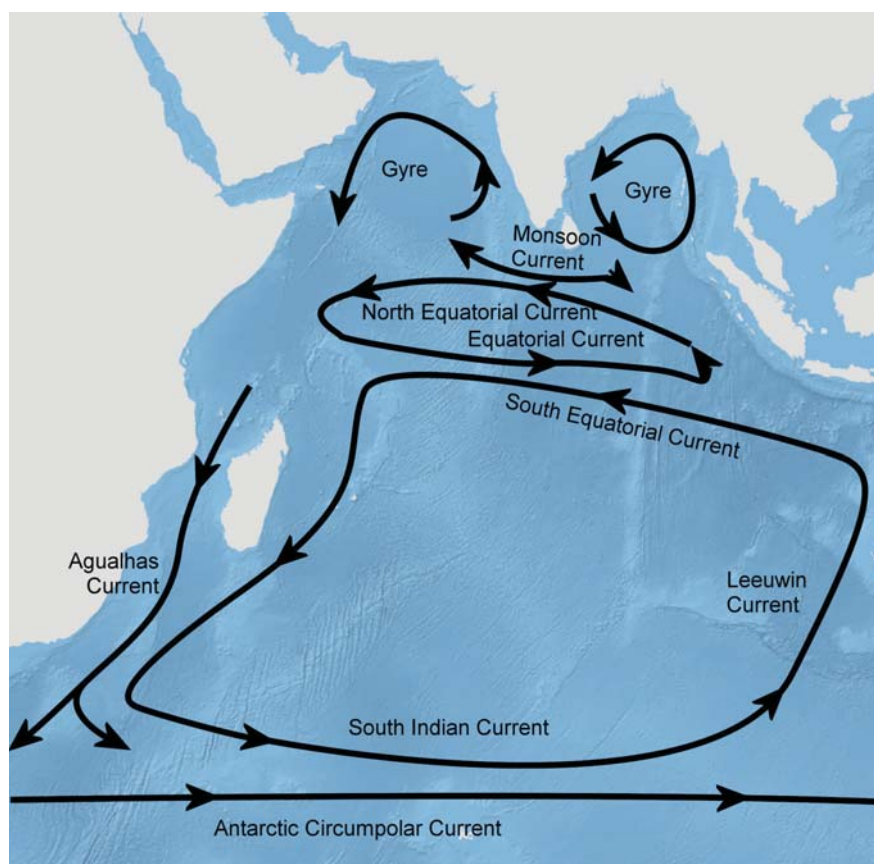 Gyre
Gyre
Monsoon
Current
North Equatorial Current
Equatorial Current
South Equatorial Current
Agualhas
Current
Leeuwin
Current
South Indian Current
Antarctic Circumpolar Current